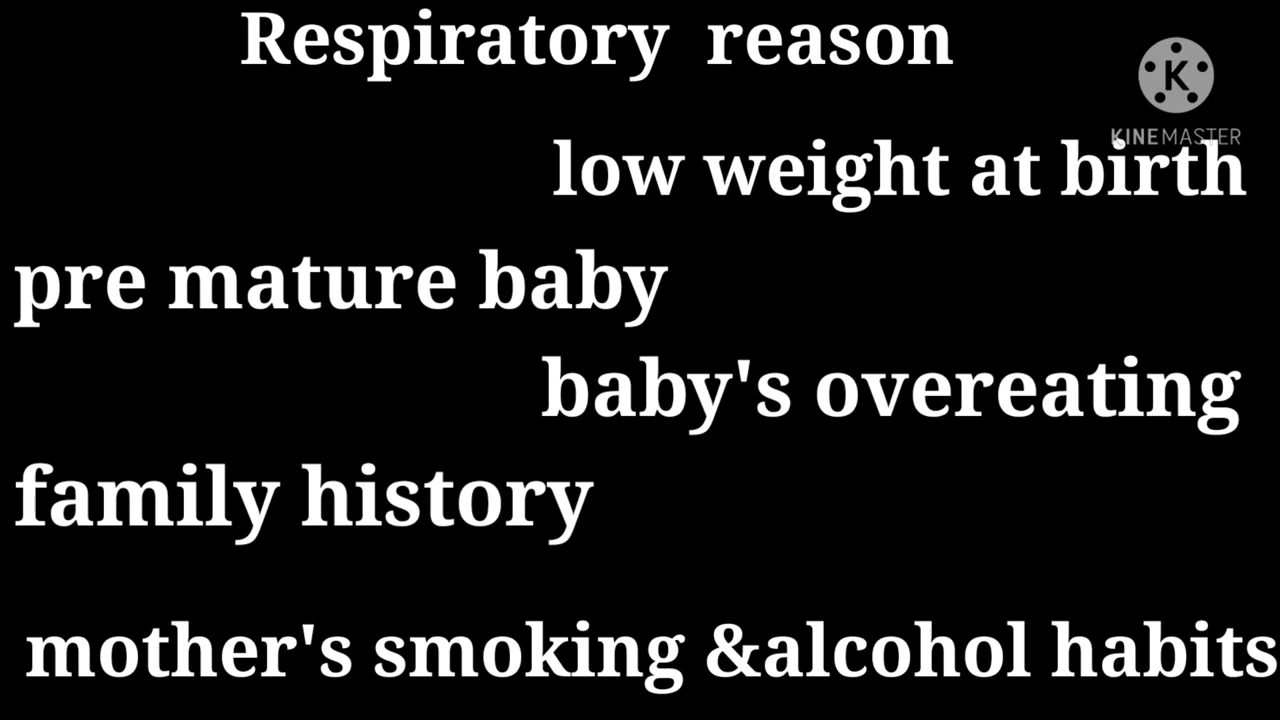 Respiratory reason
KINEMASTER
low weight at birth
pre mature baby
baby's overeating
family history
mother's smoking &alcohol habits